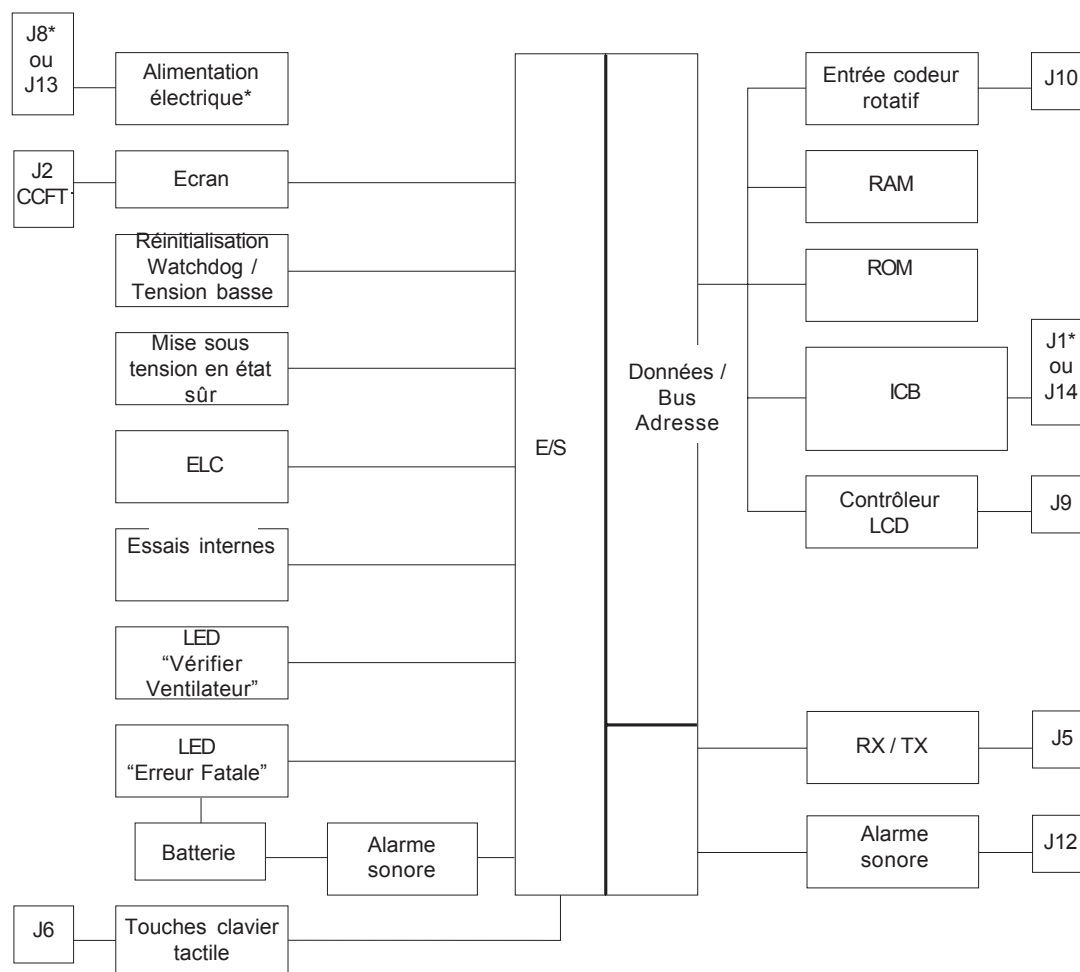 J8*
ou
J13
Alimentation
électrique*
J2
CCFT
Ecran
Réinitialisation
Watchdog /
Tension basse
Mise sous
tension en état
sûr
ELC
Essais internes
LED
“Vérifier
Ventilateur”
LED
“Erreur Fatale”
Batterie
Alarme
sonore
J6
Touches clavier
tactile
E/S
Données /
Bus
Adresse
Entrée codeur
rotatif
J10
RAM
ROM
ICB
J1*
ou
J14
Contrôleur
LCD
J9
RX / TX
J5
Alarme
sonore
J12